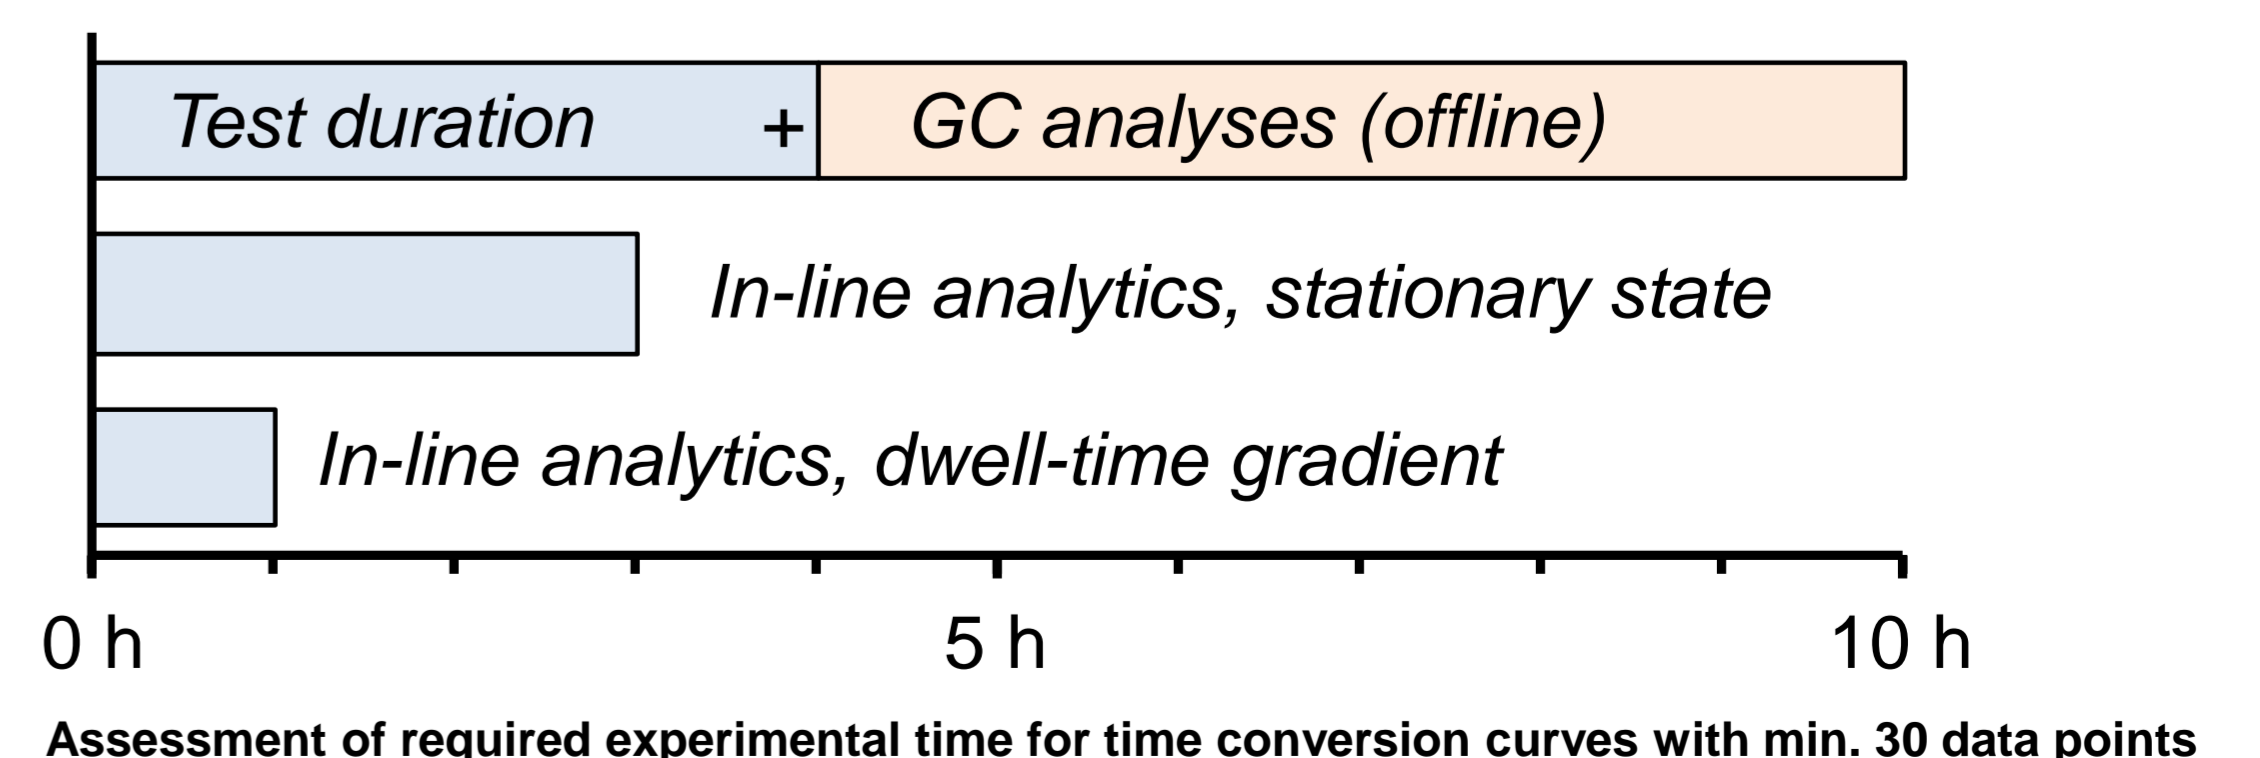 Test duration + GC analyses (offline)
In-line analytics, stationary state
In-line analytics, dwell-time gradient
0 h 5 h 10 h
Assessment of required experimental time for time conversion curves with min. 30 data points